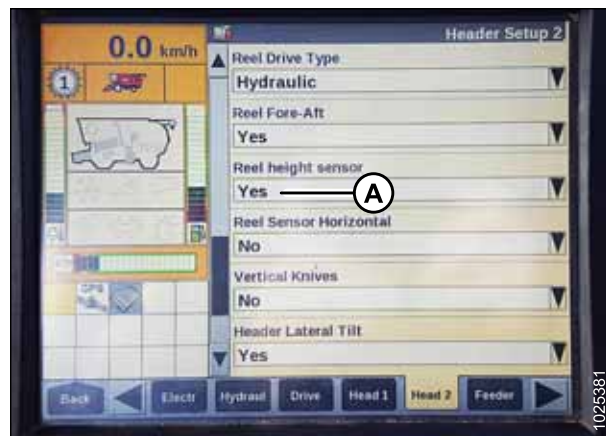 0.0 km/h
Header Setup 2
1
Reel Drive Type
Hydraulic
Reel Fore-Aft
Yes
Reel height sensor
Yes
A
Reel Sensor Horizontal
No
Vertical Knives
No
GPS
Header Lateral Tilt
Yes
Back
Electr
Hydraul
Drive
Head 1
Head 2
Feeder
1025381